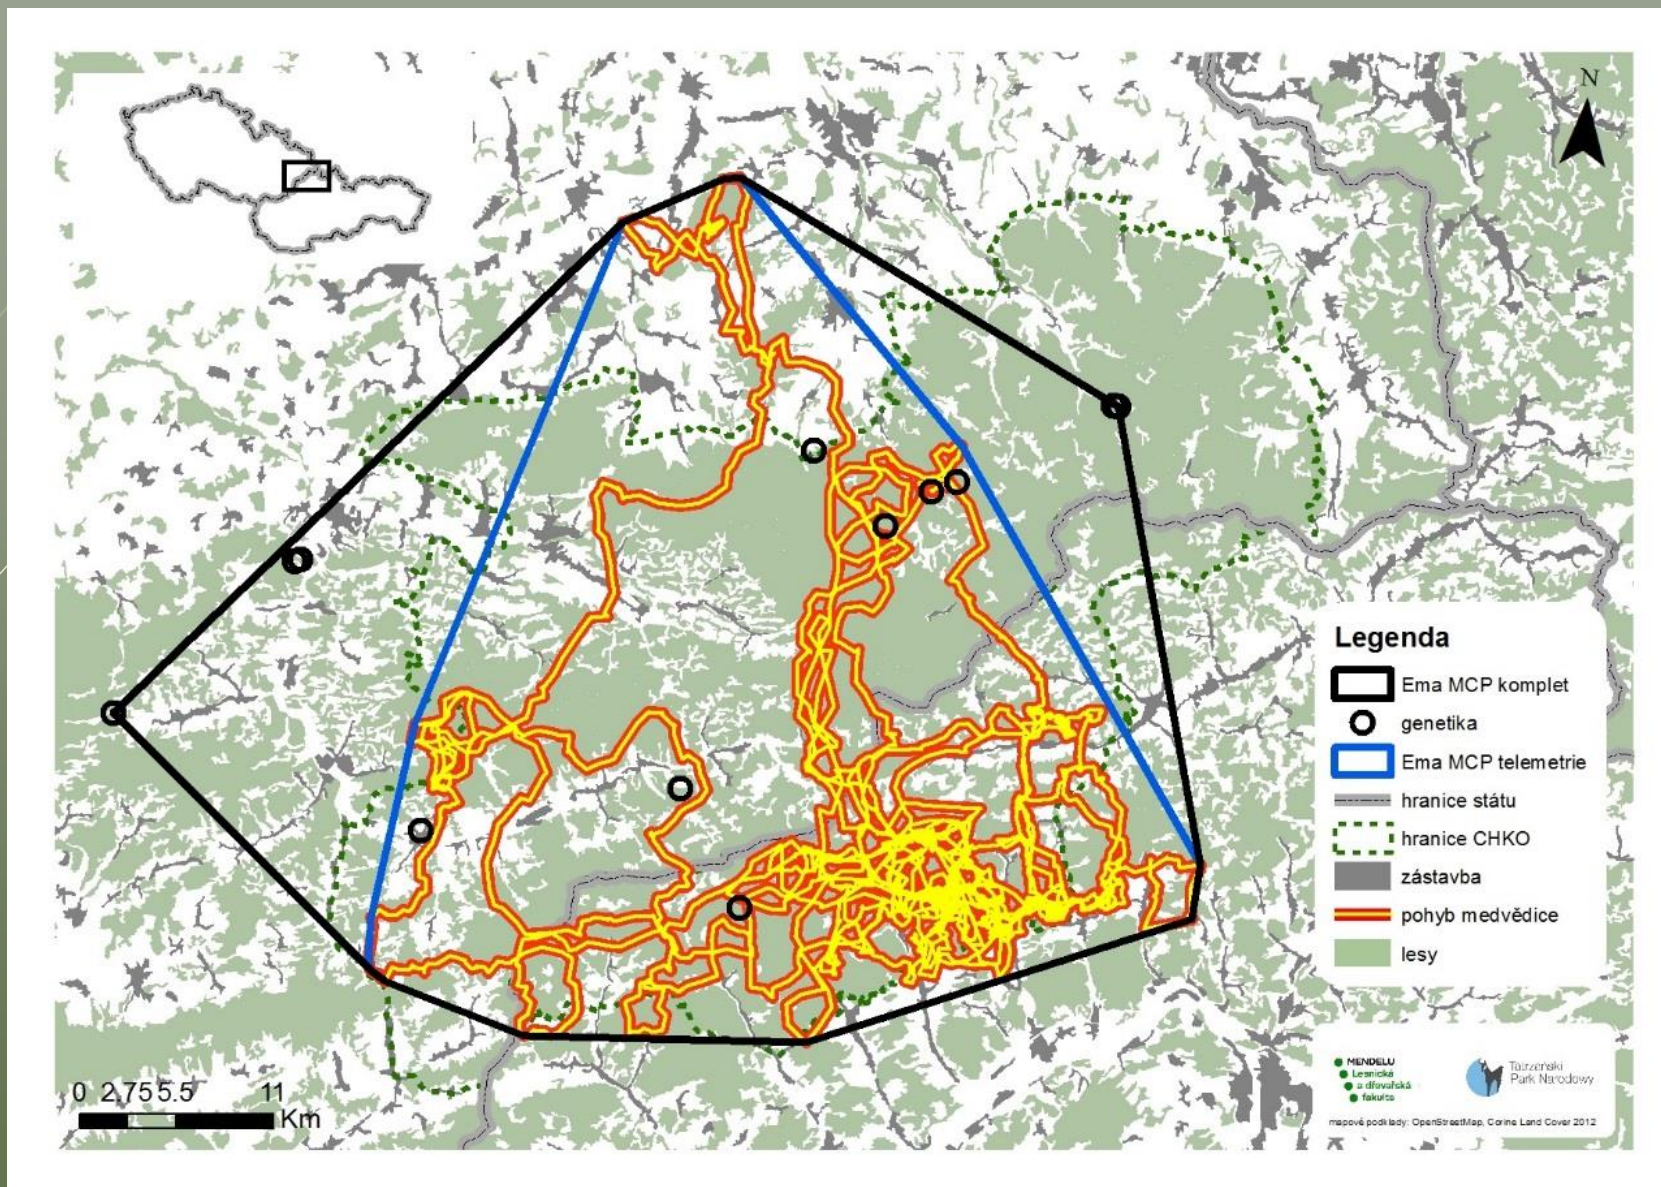 N
Legenda
Ema MCP komplet
genetika
Ema MCP telemetrie
hranice státu
hranice CHKO
zástavba
pohyb medvědice
lesy
0 2.75 5.5 11
Km
MENDELU
Lesnická
a dřevařská
fakulta
Tatrzański
Park Narodowy
mapové podklady: OpenStreetMap, Corine Land Cover 2012